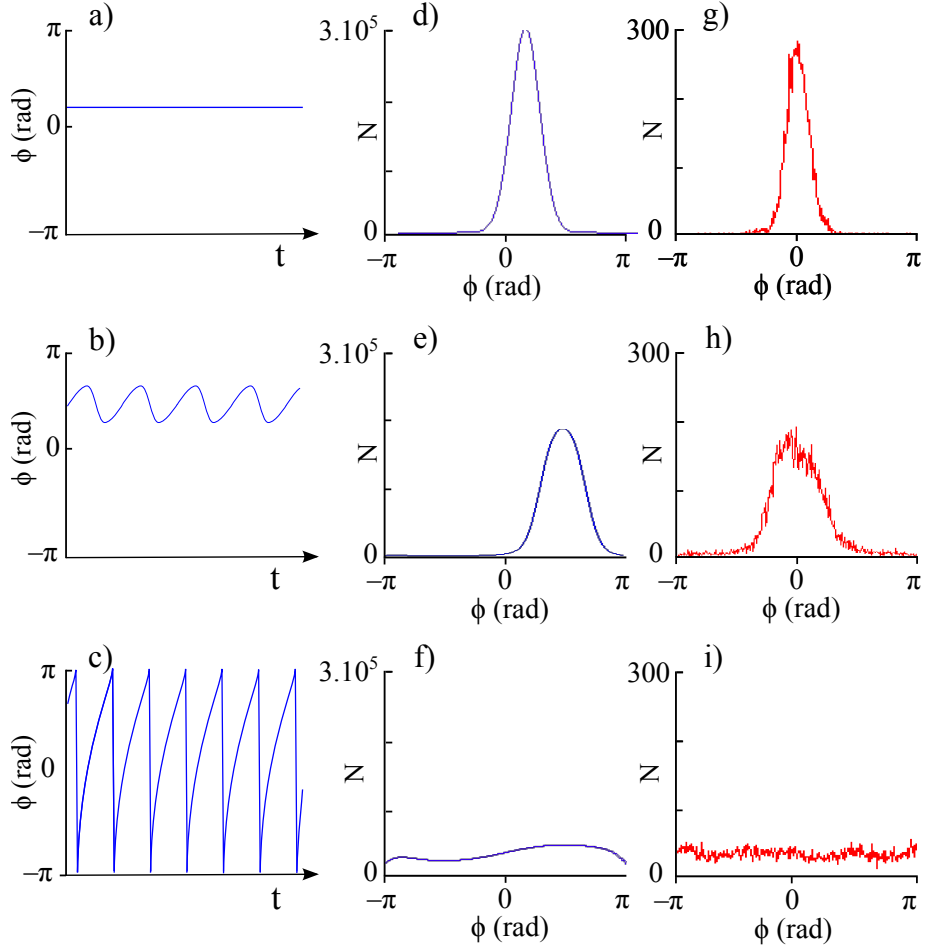 a)
π
φ (rad)
0
–π
t
d)
3.10⁵
N
0
–π 0 π
φ (rad)
g)
300
N
0
–π 0 π
φ (rad)
b)
π
φ (rad)
0
–π
t
e)
3.10⁵
N
0
–π 0 π
φ (rad)
h)
300
N
0
–π 0 π
φ (rad)
c)
π
φ (rad)
0
–π
t
f)
3.10⁵
N
0
–π 0 π
φ (rad)
i)
300
N
0
–π 0 π
φ (rad)